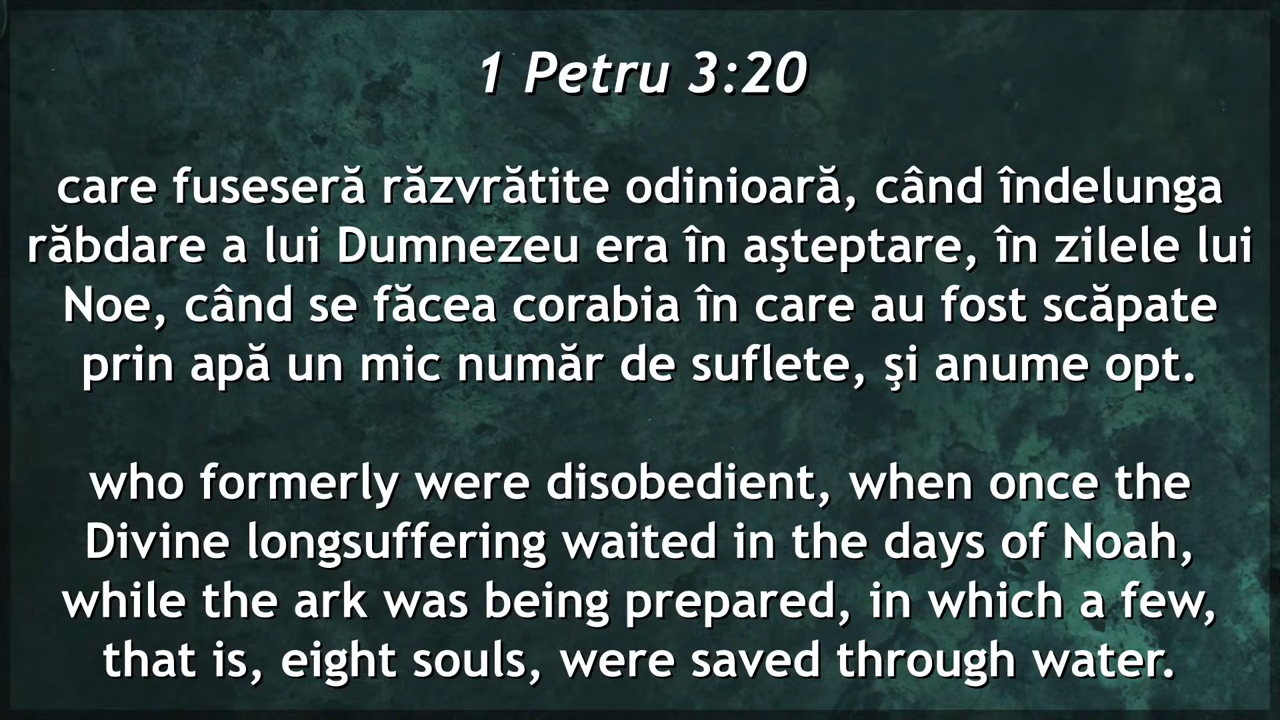 1 Petru 3:20
care fuseseră răzvrătite odinioară, când îndelunga
răbdare a lui Dumnezeu era în aşteptare, în zilele lui
Noe, când se făcea corabia în care au fost scăpate
prin apă un mic număr de suflete, şi anume opt.
who formerly were disobedient, when once the
Divine longsuffering waited in the days of Noah,
while the ark was being prepared, in which a few,
that is, eight souls, were saved through water.